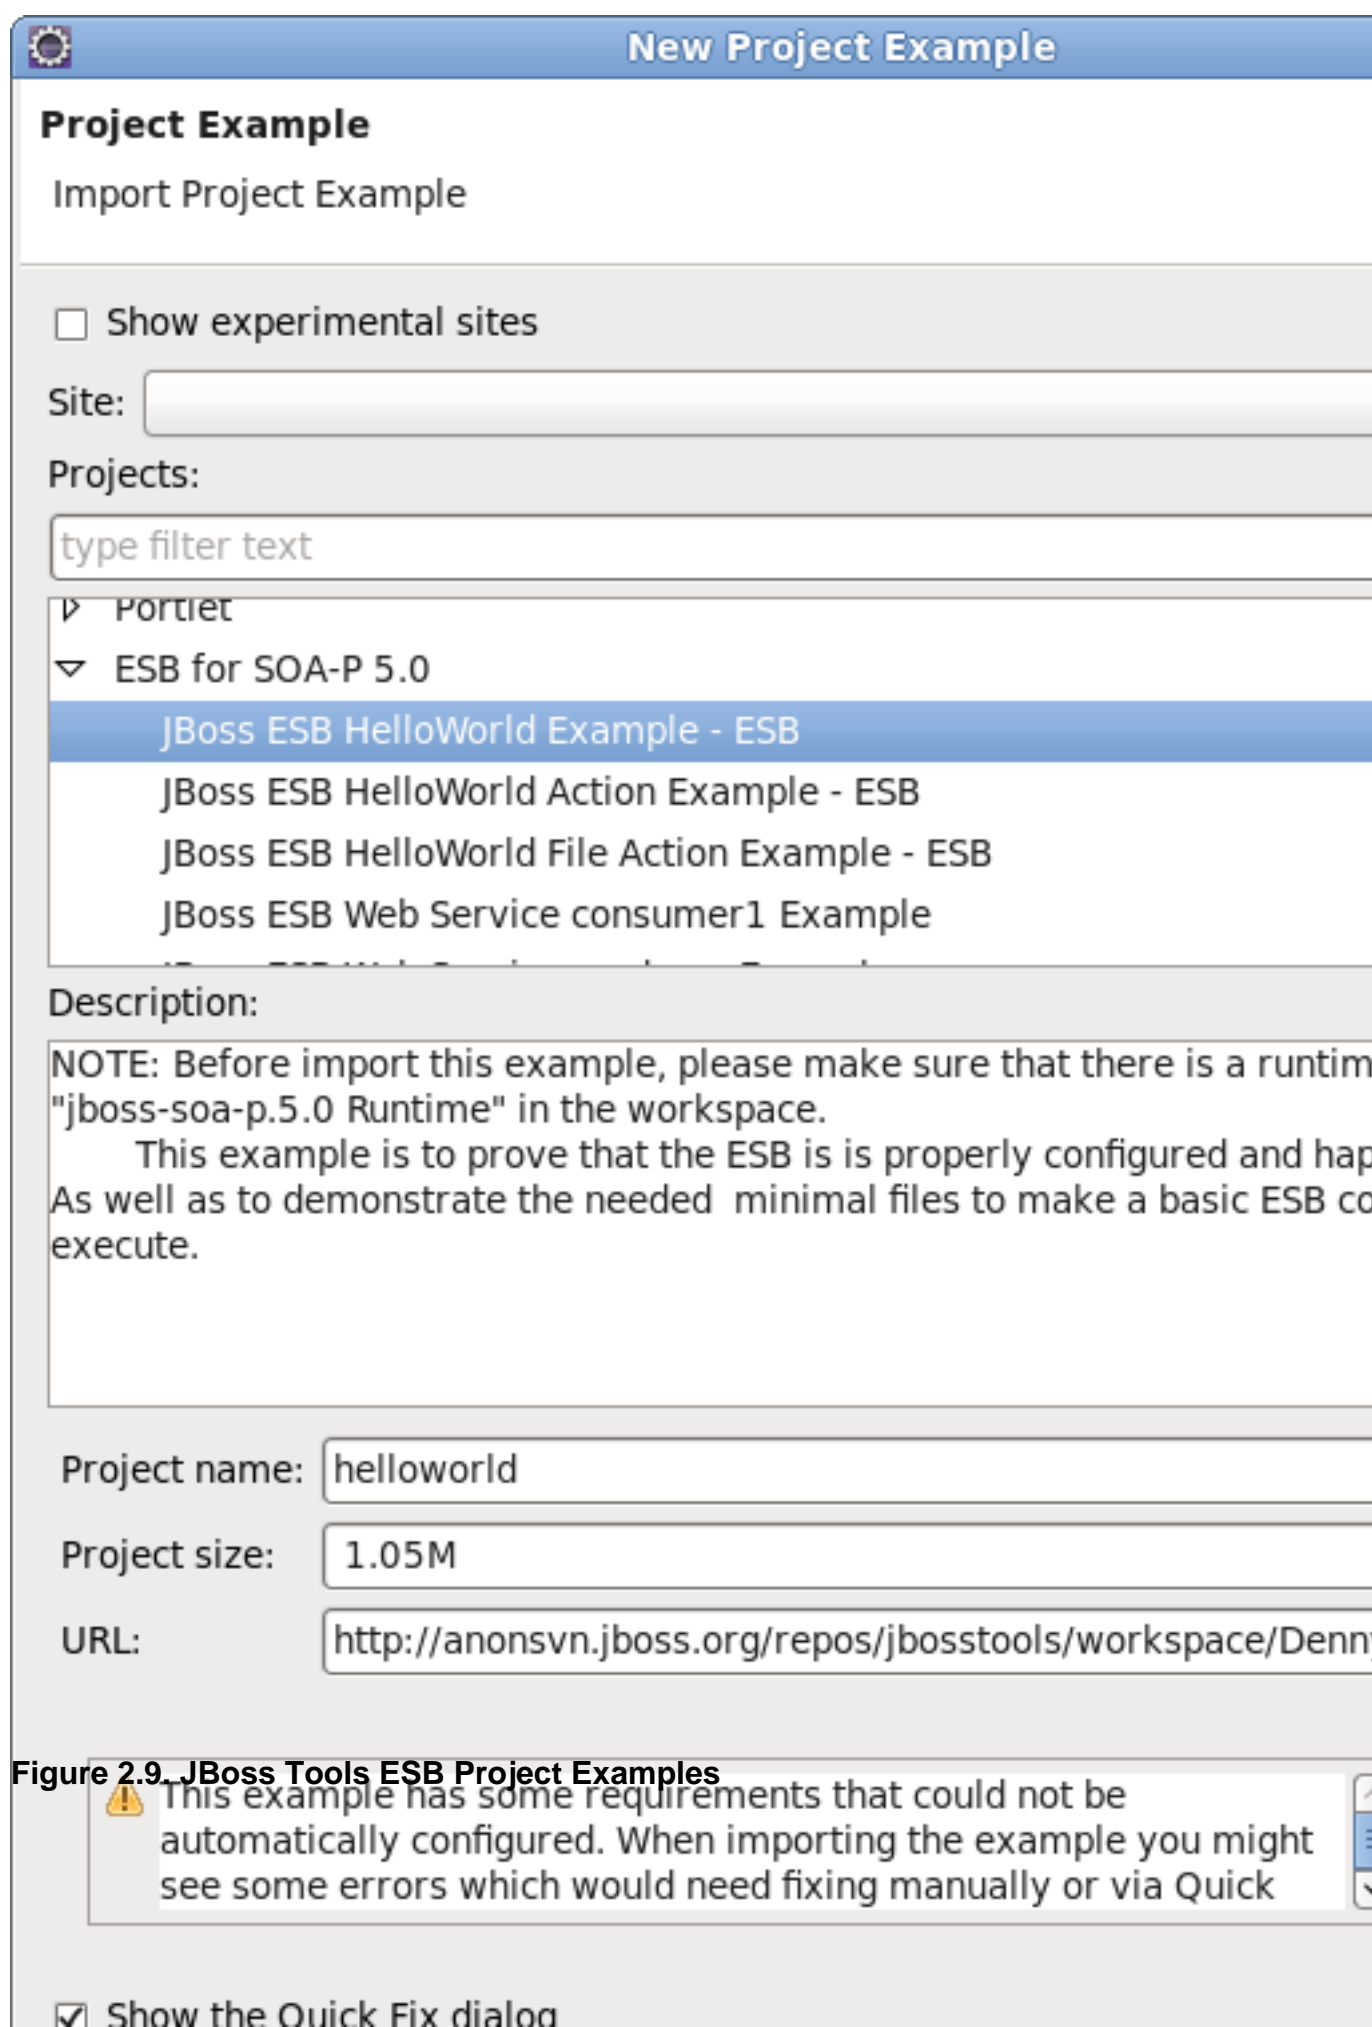 New Project Example
Project Example
Import Project Example
Show experimental sites
Site:
Projects:
type filter text
Portlet
ESB for SOA-P 5.0
JBoss ESB HelloWorld Example - ESB
JBoss ESB HelloWorld Action Example - ESB
JBoss ESB HelloWorld File Action Example - ESB
JBoss ESB Web Service consumer1 Example
Description:
NOTE: Before import this example, please make sure that there is a runtim
"jboss-soa-p.5.0 Runtime" in the workspace.
This example is to prove that the ESB is is properly configured and hap
As well as to demonstrate the needed  minimal files to make a basic ESB co
execute.
Project name: helloworld
Project size: 1.05M
URL: http://anonsvn.jboss.org/repos/jbosstools/workspace/Denn
Figure 2.9. JBoss Tools ESB Project Examples
This example has some requirements that could not be
automatically configured. When importing the example you might
see some errors which would need fixing manually or via Quick
Show the Quick Fix dialog